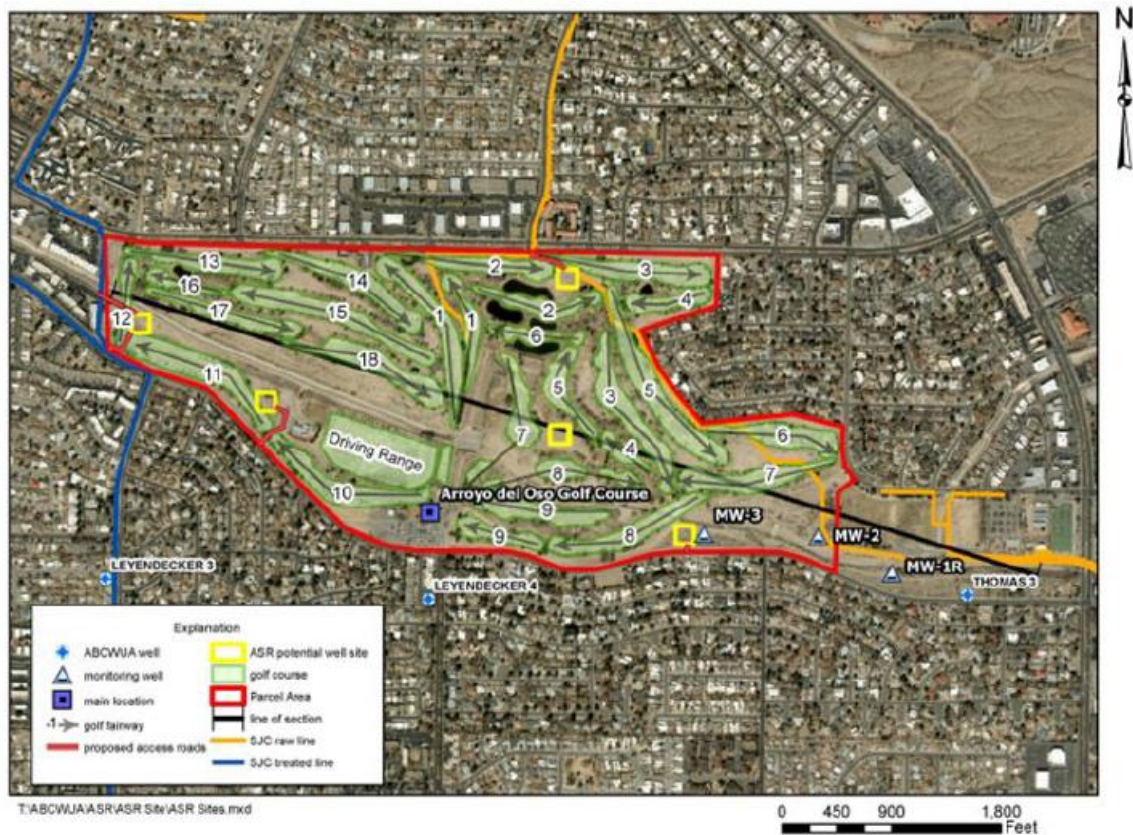 N
13
14
2
3
16
4
17
15
1
1
2
12
6
18
11
5
3
5
7
4
6
Driving Range
8
7
10
Arroyo del Oso Golf Course
9
MW-3
9
8
MW-2
LEYENDECKER 3
MW-1R
THOMAS 3
LEYENDECKER 4
Explanation
ABCWUA well
ASR potential well site
monitoring well
golf course
main location
Parcel Area
-1 golf fairway
line of section
proposed access roads
SJC raw line
SJC treated line
T:\ABCWUA\ASR\ASR Site\ASR Sites.mxd
0 450 900 1,800
Feet